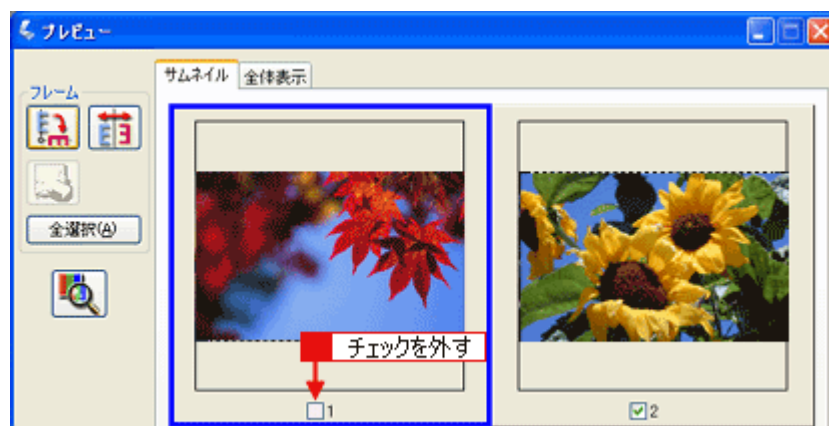 プレビュー
サムネイル 全体表示
フレーム
全選択(A)
チェックを外す
1
2